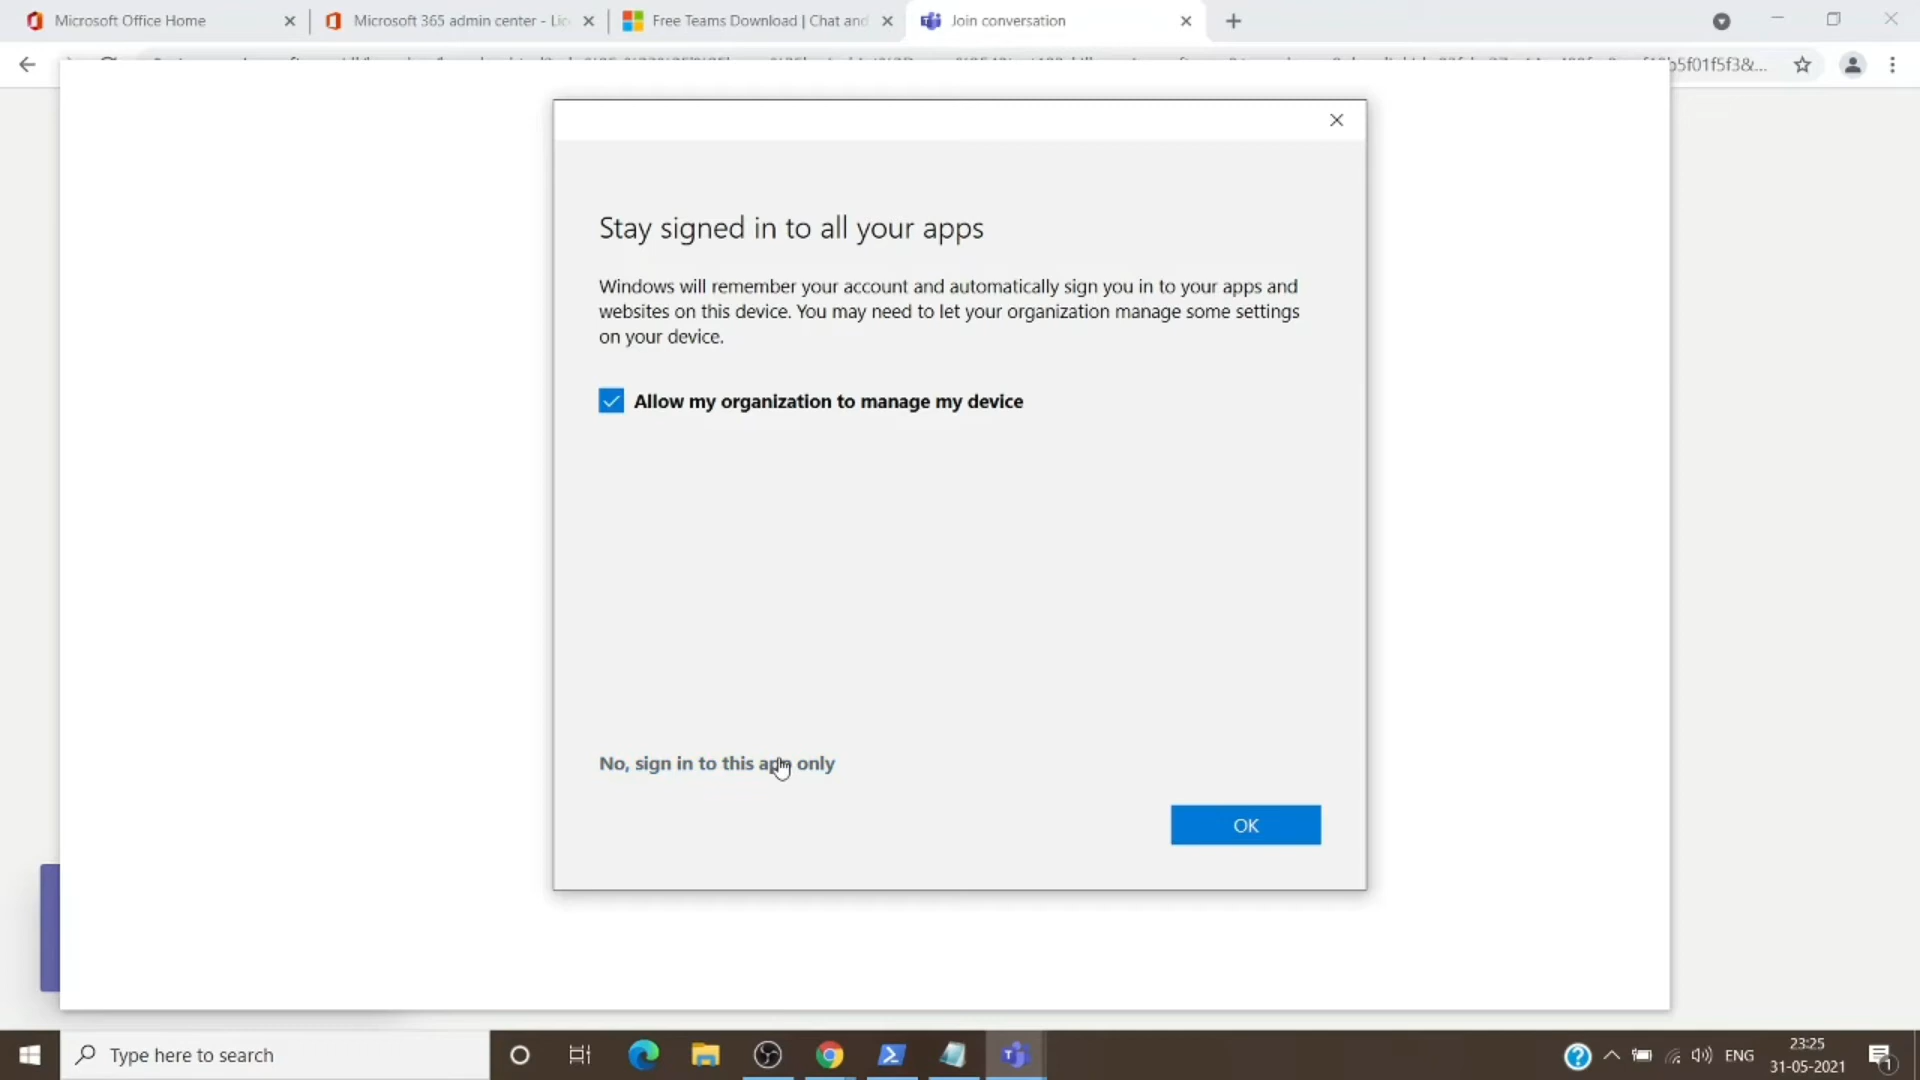 Microsoft Office Home
Microsoft 365 admin center - Lic
Free Teams Download | Chat and
Join conversation
b5f01f5f3&...
Stay signed in to all your apps
Windows will remember your account and automatically sign you in to your apps and
websites on this device. You may need to let your organization manage some settings
on your device.
Allow my organization to manage my device
No, sign in to this app only
OK
Type here to search
ENG
23:25
31-05-2021
1